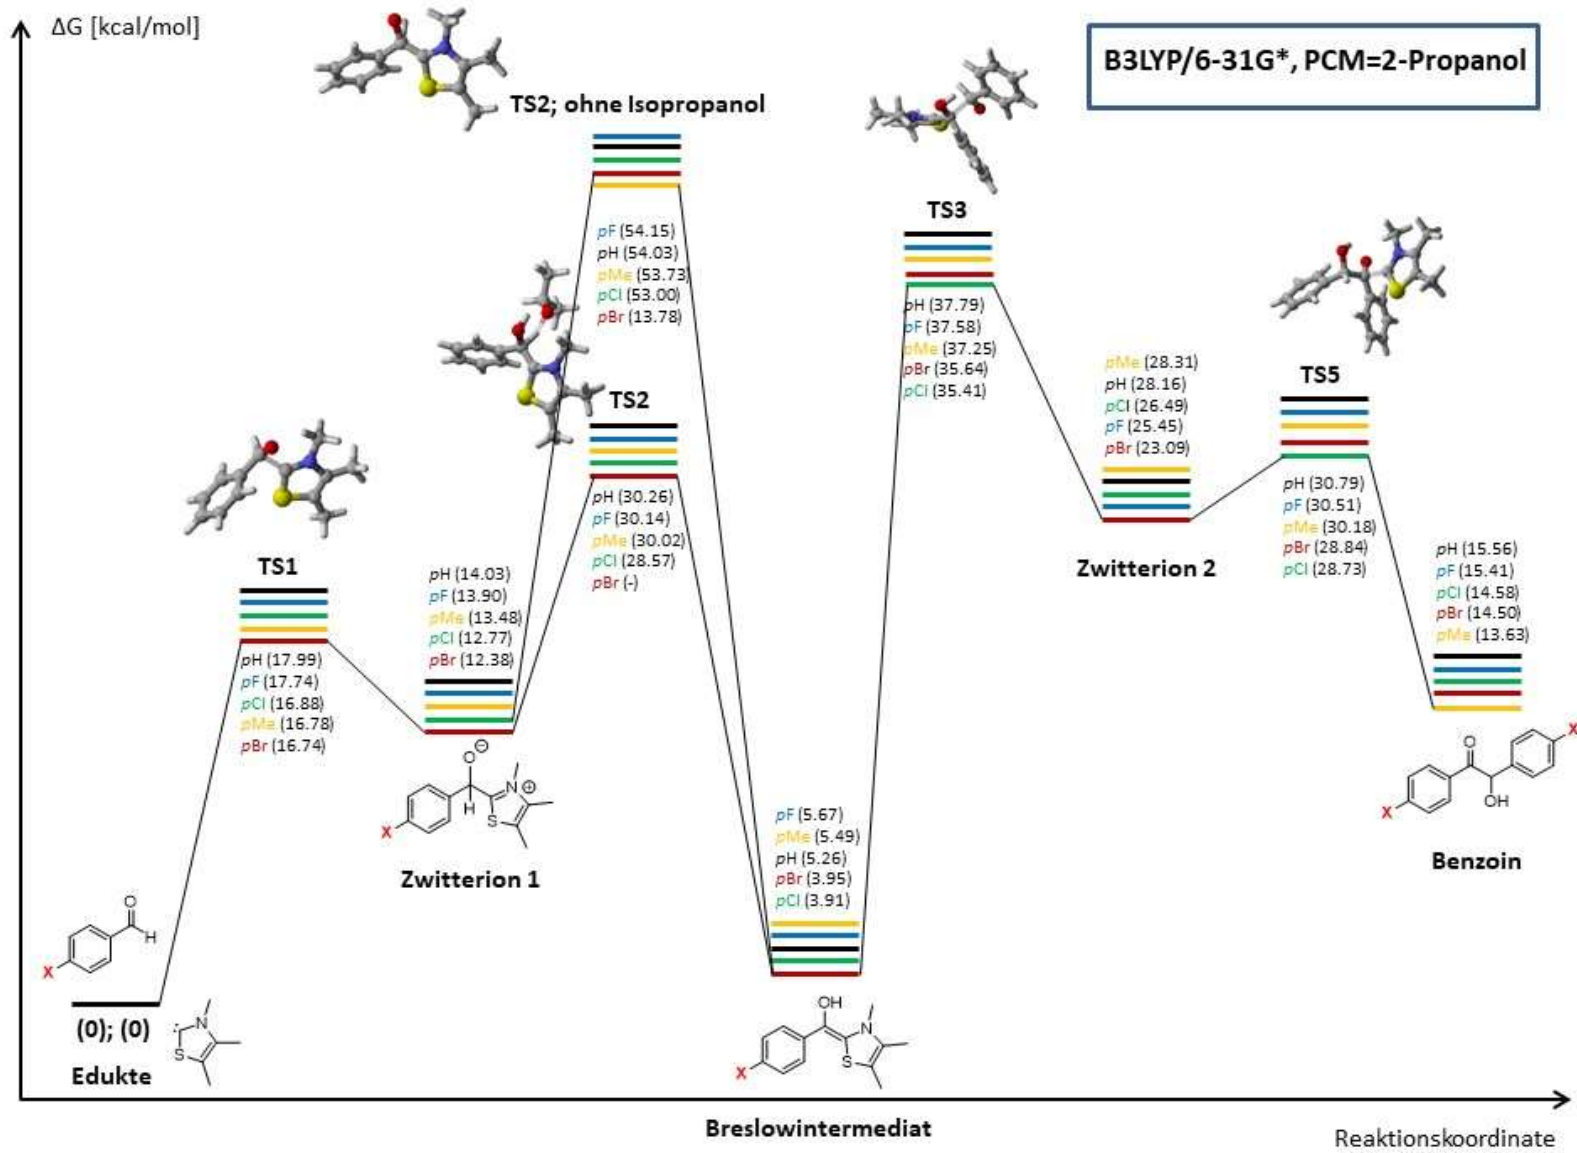 ΔG [kcal/mol]
B3LYP/6-31G*, PCM=2-Propanol
TS2; ohne Isopropanol
pF (54.15)
pH (54.03)
pMe (53.73)
pCl (53.00)
pBr (13.78)
TS3
pH (37.79)
pF (37.58)
pMe (37.25)
pBr (35.64)
pCl (35.41)
TS2
pH (30.26)
pF (30.14)
pMe (30.02)
pCl (28.57)
pBr (-)
pMe (28.31)
pH (28.16)
pCl (26.49)
pF (25.45)
pBr (23.09)
Zwitterion 2
TS5
pH (30.79)
pF (30.51)
pMe (30.18)
pBr (28.84)
pCl (28.73)
TS1
pH (17.99)
pF (17.74)
pCl (16.88)
pMe (16.78)
pBr (16.74)
pH (14.03)
pF (13.90)
pMe (13.48)
pCl (12.77)
pBr (12.38)
O⊖
N⊕
H
S
X
Zwitterion 1
pH (15.56)
pF (15.41)
pCl (14.58)
pBr (14.50)
pMe (13.63)
O
X
OH
X
Benzoin
pF (5.67)
pMe (5.49)
pH (5.26)
pBr (3.95)
pCl (3.91)
OH
N
S
X
O
H
X
(0); (0)
: N
S
Edukte
Breslowintermediat
Reaktionskoordinate